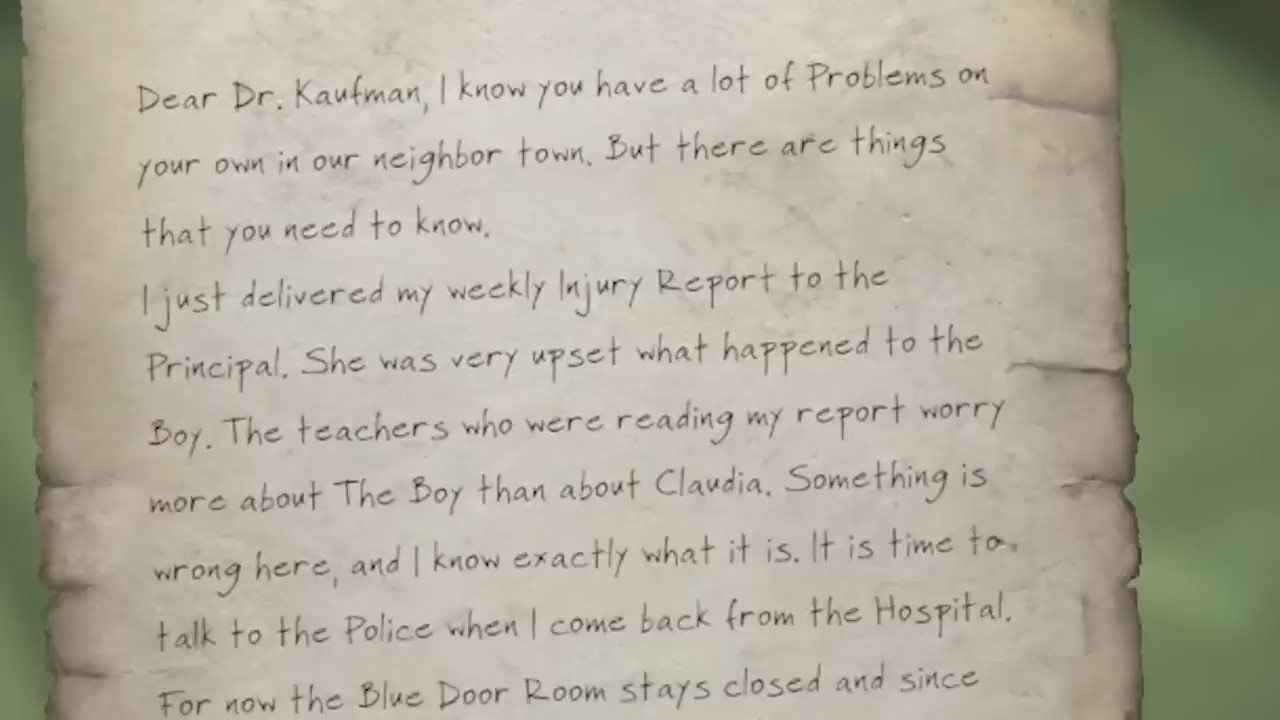 Dear Dr. Kaufman, I know you have a lot of Problems on
your own in our neighbor town. But there are things
that you need to know.
I just delivered my weekly Injury Report to the
Principal. She was very upset what happened to the
Boy. The teachers who were reading my report worry
more about The Boy than about Claudia. Something is
wrong here, and I know exactly what it is. It is time to.
talk to the Police when I come back from the Hospital.
For now the Blue Door Room stays closed and since